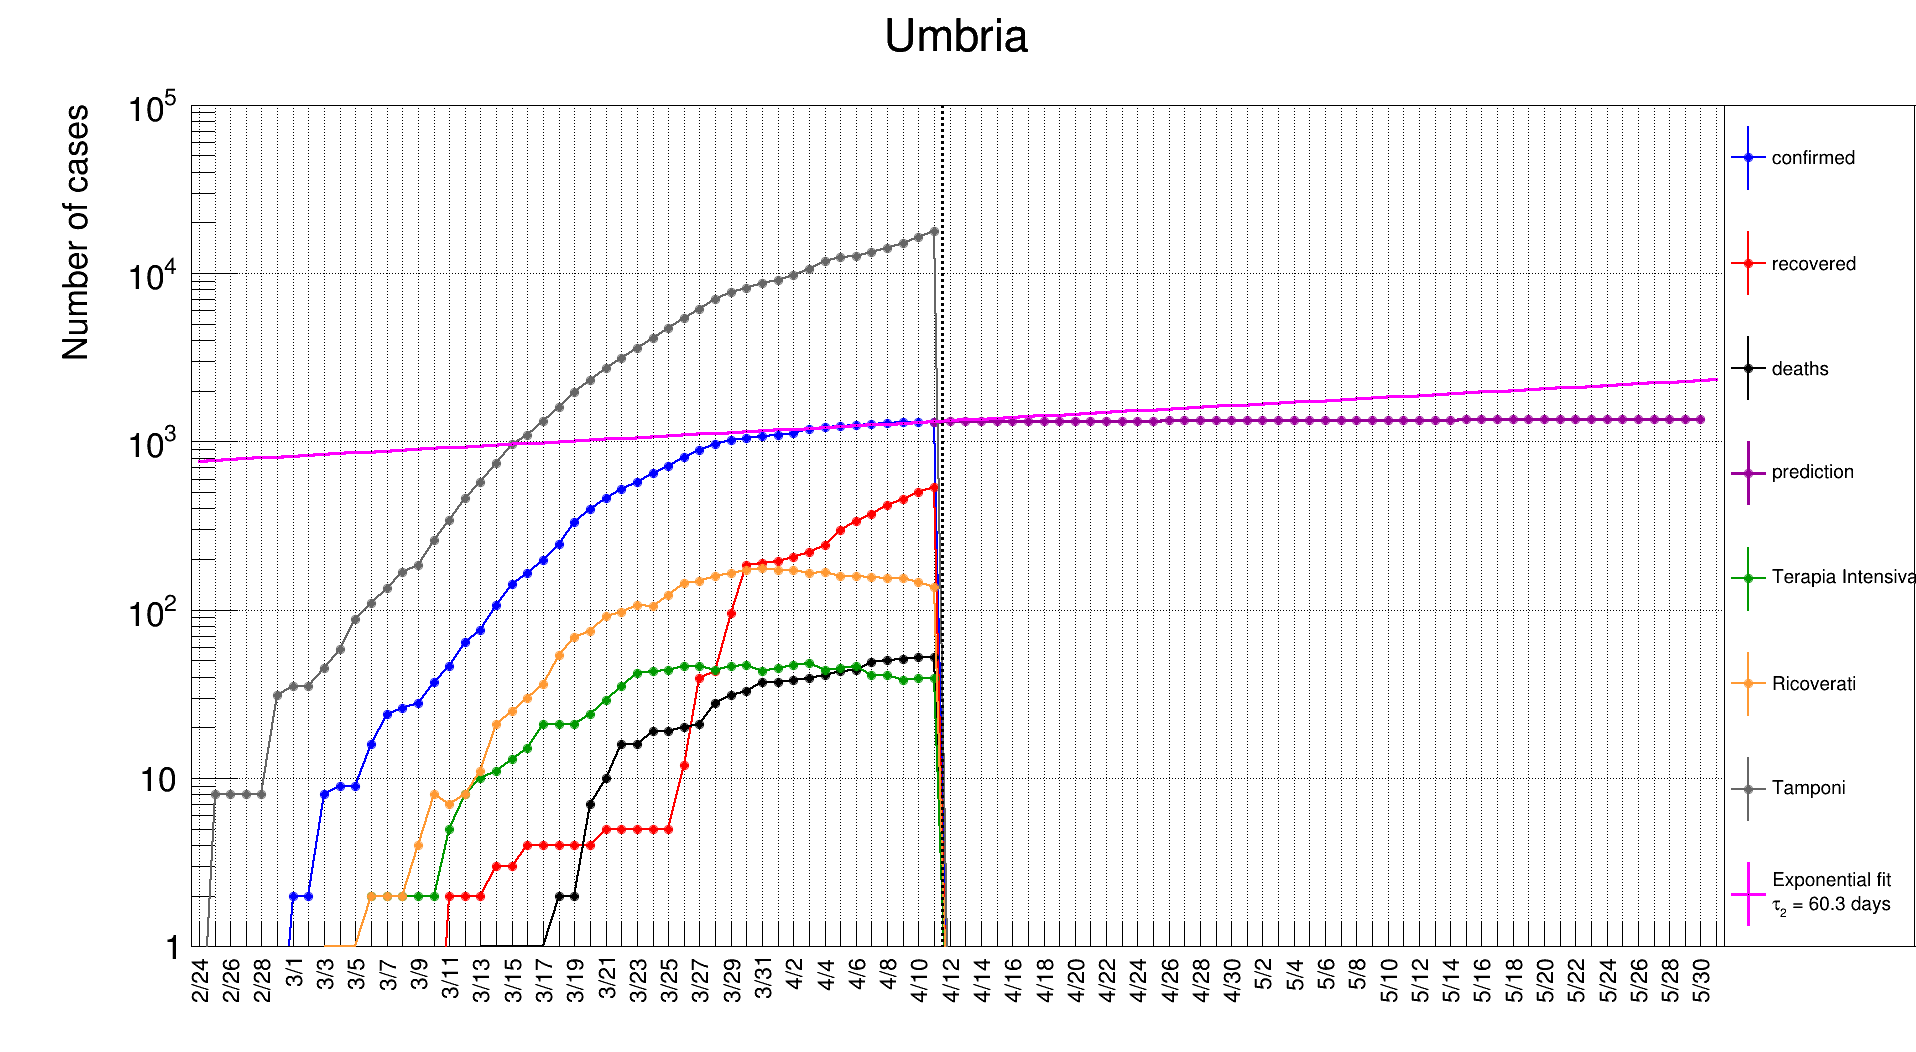 Umbria
Number of cases
10^5
10^4
10^3
10^2
10
1
2/24 2/26 2/28 3/1 3/3 3/5 3/7 3/9 3/11 3/13 3/15 3/17 3/19 3/21 3/23 3/25 3/27 3/29 3/31 4/2 4/4 4/6 4/8 4/10 4/12 4/14 4/16 4/18 4/20 4/22 4/24 4/26 4/28 4/30 5/2 5/4 5/6 5/8 5/10 5/12 5/14 5/16 5/18 5/20 5/22 5/24 5/26 5/28 5/30
confirmed
recovered
deaths
prediction
Terapia Intensiva
Ricoverati
Tamponi
Exponential fit
τ₂ = 60.3 days